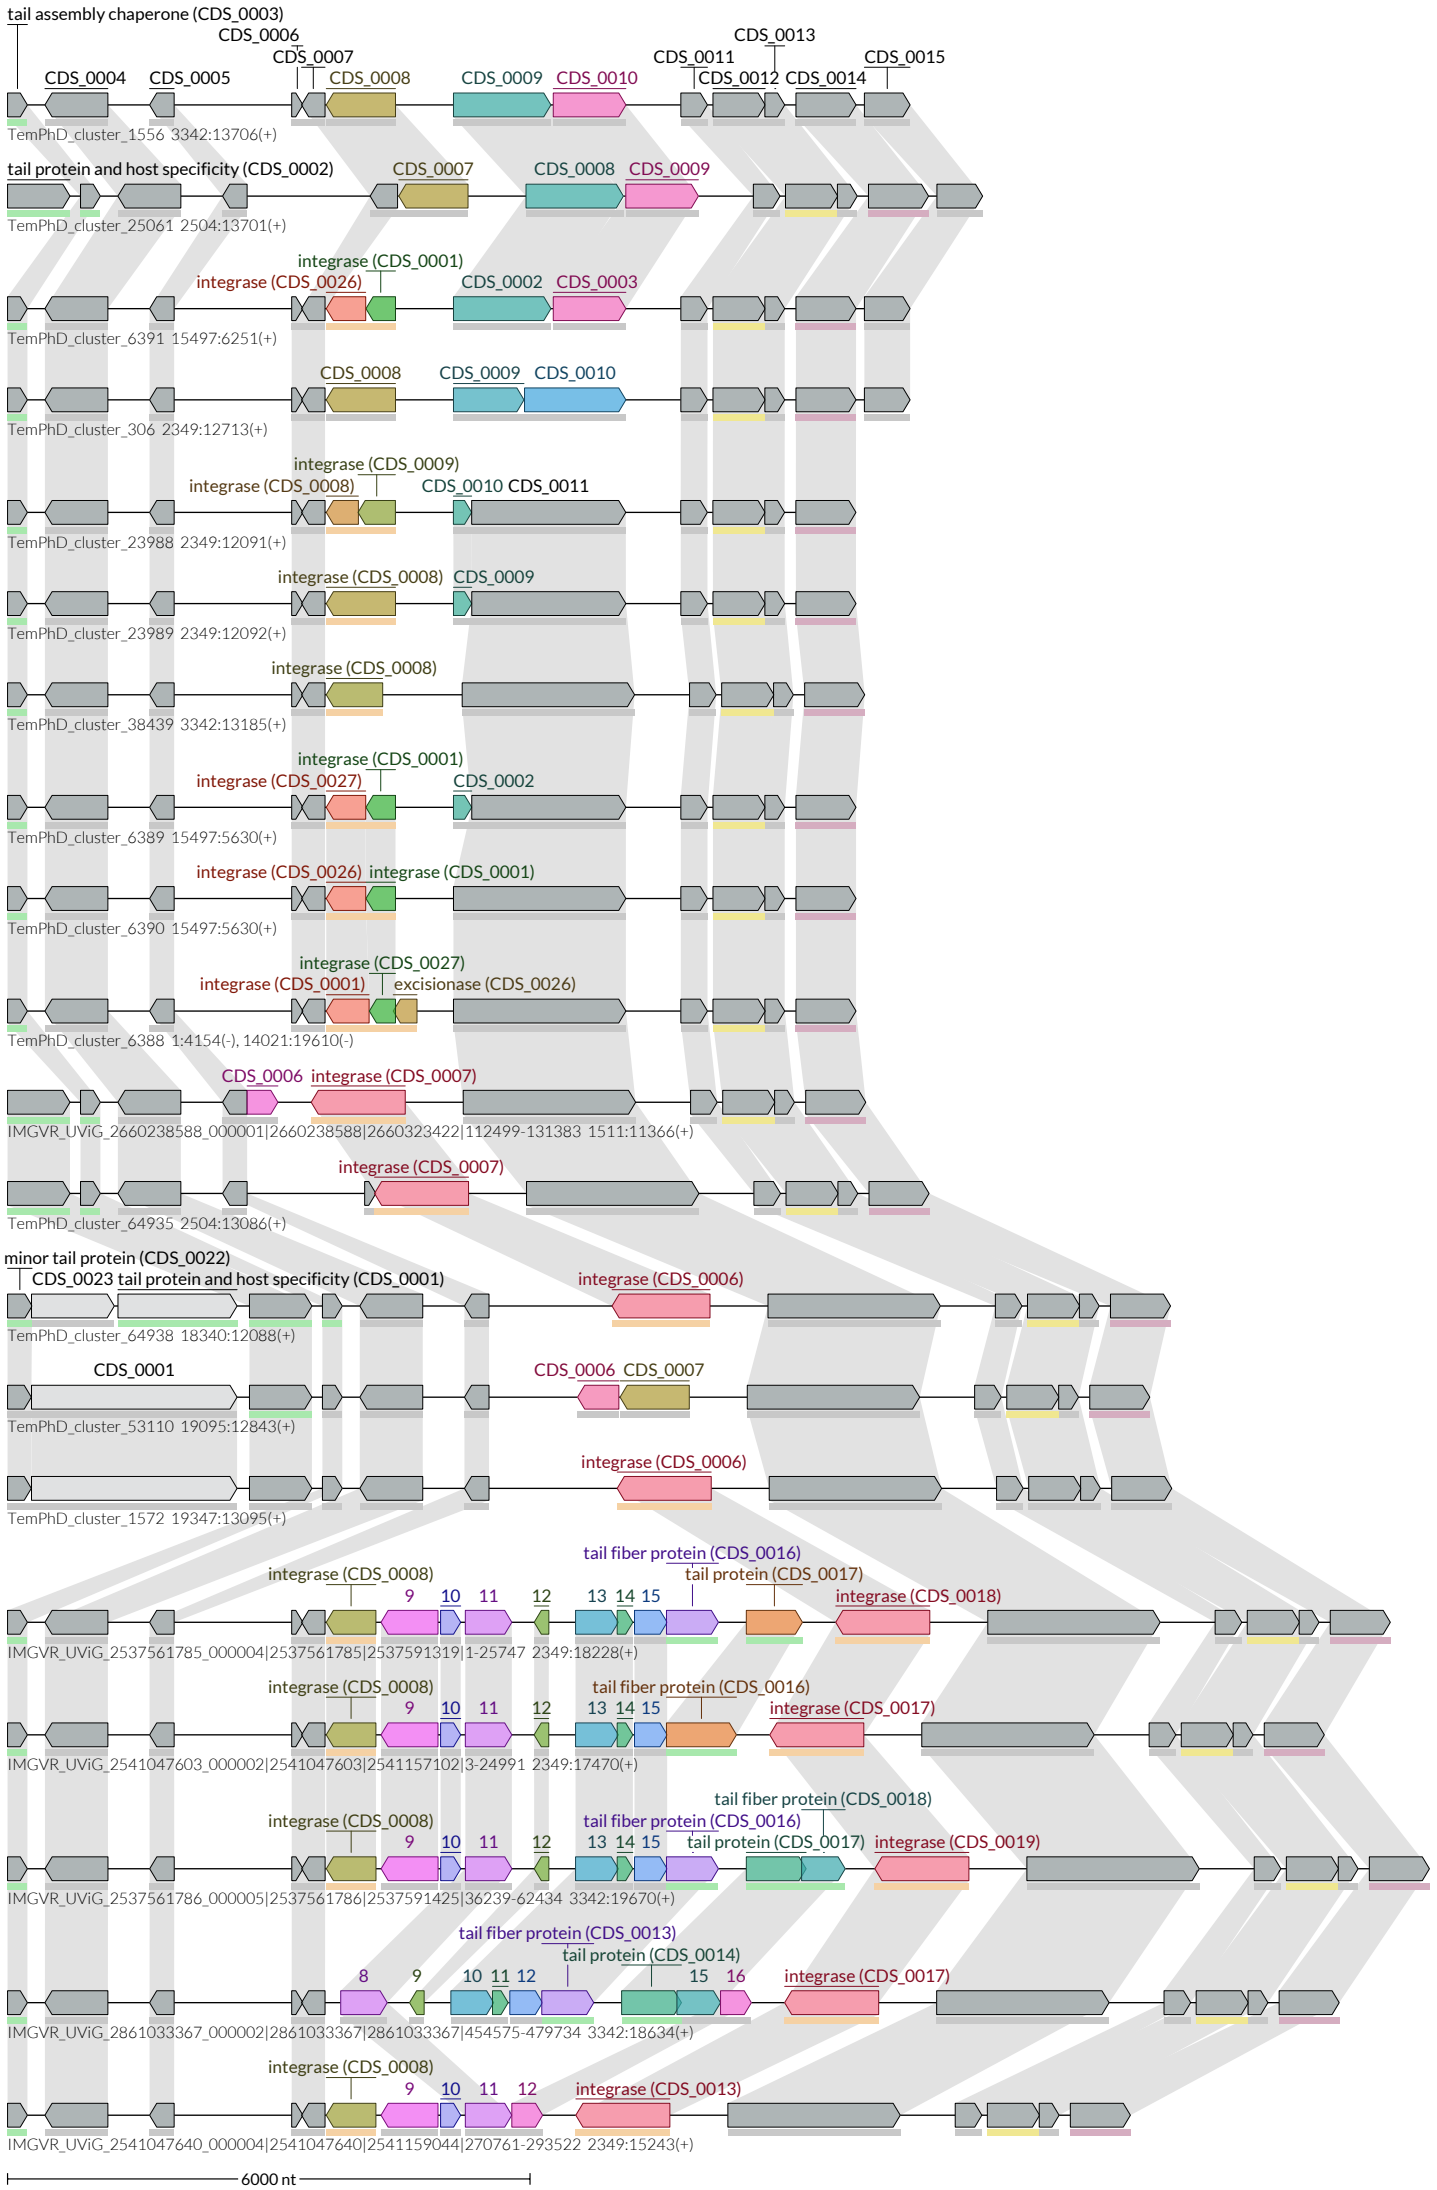 tail assembly chaperone (CDS_0003)
CDS_0006 CDS_0013
CDS_0007 CDS_0011 CDS_0015
CDS_0004 CDS_0005 CDS_0008 CDS_0009 CDS_0010 CDS_0012 CDS_0014
TemPhD_cluster_1556 3342:13706(+)
tail protein and host specificity (CDS_0002) CDS_0007 CDS_0008 CDS_0009
TemPhD_cluster_25061 2504:13701(+)
integrase (CDS_0001)
integrase (CDS_0026) CDS_0002 CDS_0003
TemPhD_cluster_6391 15497:6251(+)
CDS_0008 CDS_0009 CDS_0010
TemPhD_cluster_306 2349:12713(+)
integrase (CDS_0009)
integrase (CDS_0008) CDS_0010 CDS_0011
TemPhD_cluster_23988 2349:12091(+)
integrase (CDS_0008) CDS_0009
TemPhD_cluster_23989 2349:12092(+)
integrase (CDS_0008)
TemPhD_cluster_38439 3342:13185(+)
integrase (CDS_0001)
integrase (CDS_0027) CDS_0002
TemPhD_cluster_6389 15497:5630(+)
integrase (CDS_0026) integrase (CDS_0001)
TemPhD_cluster_6390 15497:5630(+)
integrase (CDS_0027)
integrase (CDS_0001) excisionase (CDS_0026)
TemPhD_cluster_6388 1:4154(-), 14021:19610(-)
CDS_0006 integrase (CDS_0007)
IMGVR_UViG_2660238588_000001|2660238588|2660323422|112499-131383 1511:11366(+)
integrase (CDS_0007)
TemPhD_cluster_64935 2504:13086(+)
minor tail protein (CDS_0022)
CDS_0023 tail protein and host specificity (CDS_0001) integrase (CDS_0006)
TemPhD_cluster_64938 18340:12088(+)
CDS_0001 CDS_0006 CDS_0007
TemPhD_cluster_53110 19095:12843(+)
integrase (CDS_0006)
TemPhD_cluster_1572 19347:13095(+)
tail fiber protein (CDS_0016)
integrase (CDS_0008) tail protein (CDS_0017)
9 10 11 12 13 14 15 integrase (CDS_0018)
IMGVR_UViG_2537561785_000004|2537561785|2537591319|1-25747 2349:18228(+)
integrase (CDS_0008) tail fiber protein (CDS_0016)
9 10 11 12 13 14 15 integrase (CDS_0017)
IMGVR_UViG_2541047603_000002|2541047603|2541157102|3-24991 2349:17470(+)
tail fiber protein (CDS_0018)
integrase (CDS_0008) tail fiber protein (CDS_0016)
9 10 11 12 13 14 15 tail protein (CDS_0017) integrase (CDS_0019)
IMGVR_UViG_2537561786_000005|2537561786|2537591425|36239-62434 3342:19670(+)
tail fiber protein (CDS_0013)
tail protein (CDS_0014)
8 9 10 11 12 15 16 integrase (CDS_0017)
IMGVR_UViG_2861033367_000002|2861033367|2861033367|454575-479734 3342:18634(+)
integrase (CDS_0008)
9 10 11 12 integrase (CDS_0013)
IMGVR_UViG_2541047640_000004|2541047640|2541159044|270761-293522 2349:15243(+)
6000 nt